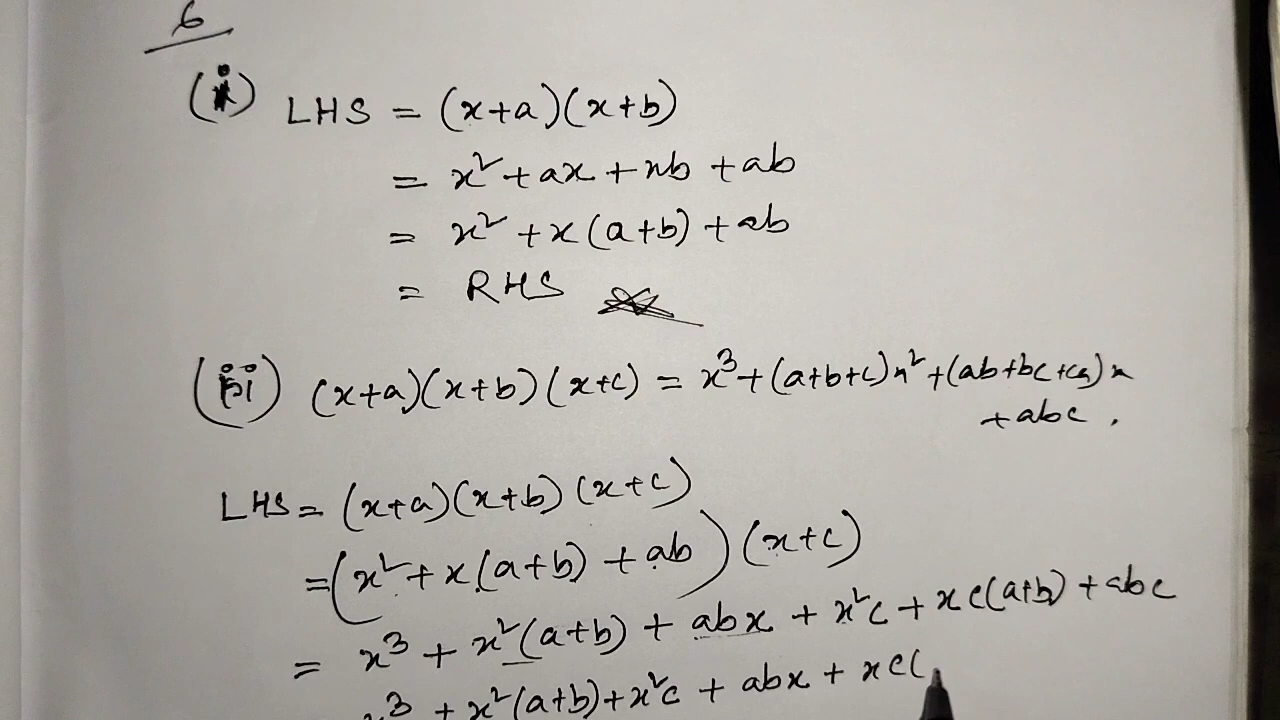 6
(i) LHS = (x+a)(x+b)
= x² + ax + xb + ab
= x² + x(a+b) + ab
= RHS
(ii) (x+a)(x+b)(x+c) = x³ + (a+b+c)x² + (ab+bc+ca)x
+ abc.
LHS = (x+a)(x+b)(x+c)
= (x² + x(a+b) + ab)(x+c)
= x³ + x²(a+b) + abx + x²c + xc(a+b) + abc
x³ + x²(a+b) + x²c + abx + xc(